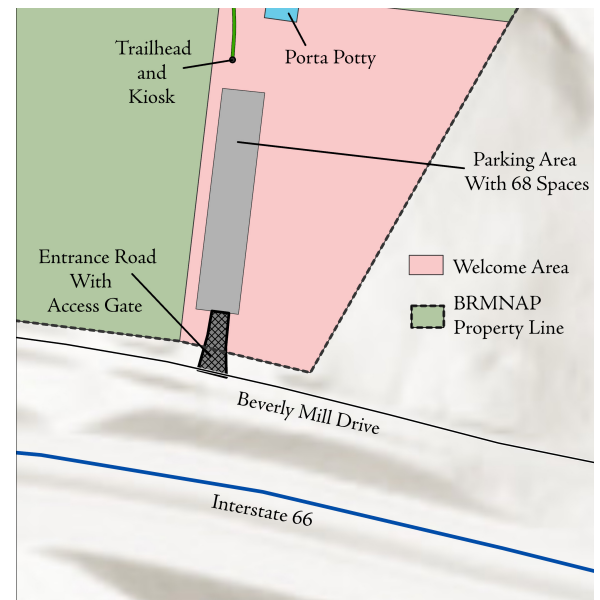 Trailhead
and
Kiosk
Porta Potty
Parking Area
With 68 Spaces
Entrance Road
With
Access Gate
Welcome Area
BRMNAP
Property Line
Beverly Mill Drive
Interstate 66